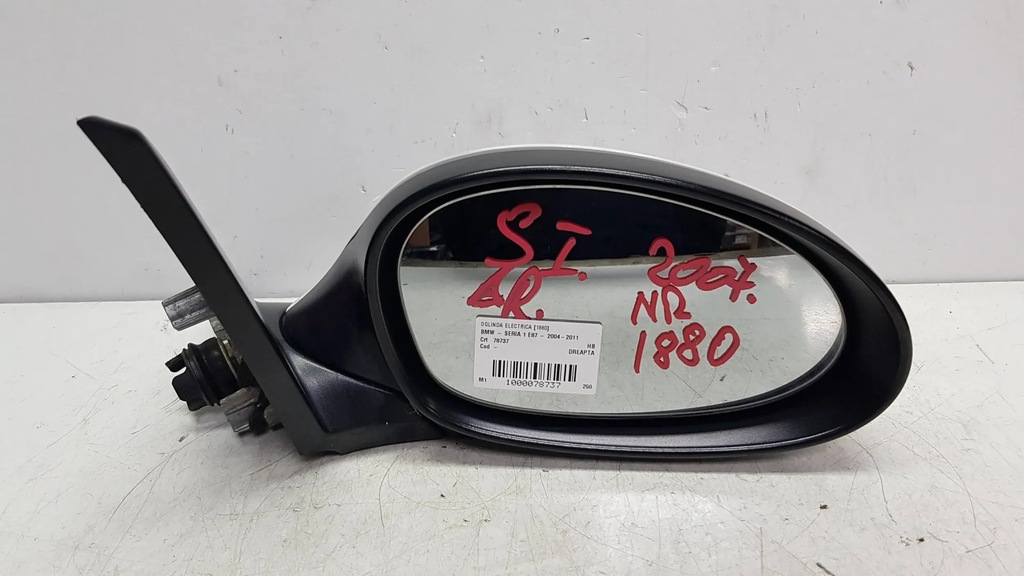 S I
DR.
2007.
NR
1880
OGLINDA ELECTRICA [1880]
BMW - SERIA 1 E87 - 2004-2011
Crt 78737 HB
Cod - DREAPTA
M1 1000078737 250